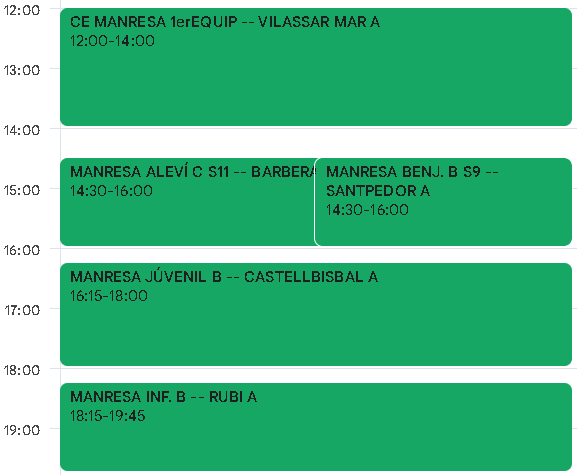 12:00
CE MANRESA 1erEQUIP -- VILASSAR MAR A
12:00-14:00
13:00
14:00
MANRESA ALEVÍ C S11 -- BARBERA
14:30-16:00
MANRESA BENJ. B S9 --
SANTPEDOR A
14:30-16:00
15:00
16:00
MANRESA JÚVENIL B -- CASTELLBISBAL A
16:15-18:00
17:00
18:00
MANRESA INF. B -- RUBI A
18:15-19:45
19:00